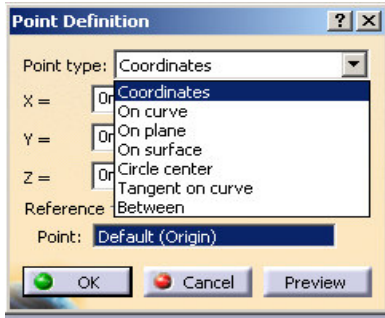 Point Definition
Point type: Coordinates
Coordinates
X =
On curve
On plane
Y =
On surface
Circle center
Z =
Tangent on curve
Reference Between
Point: Default (Origin)
OK Cancel Preview